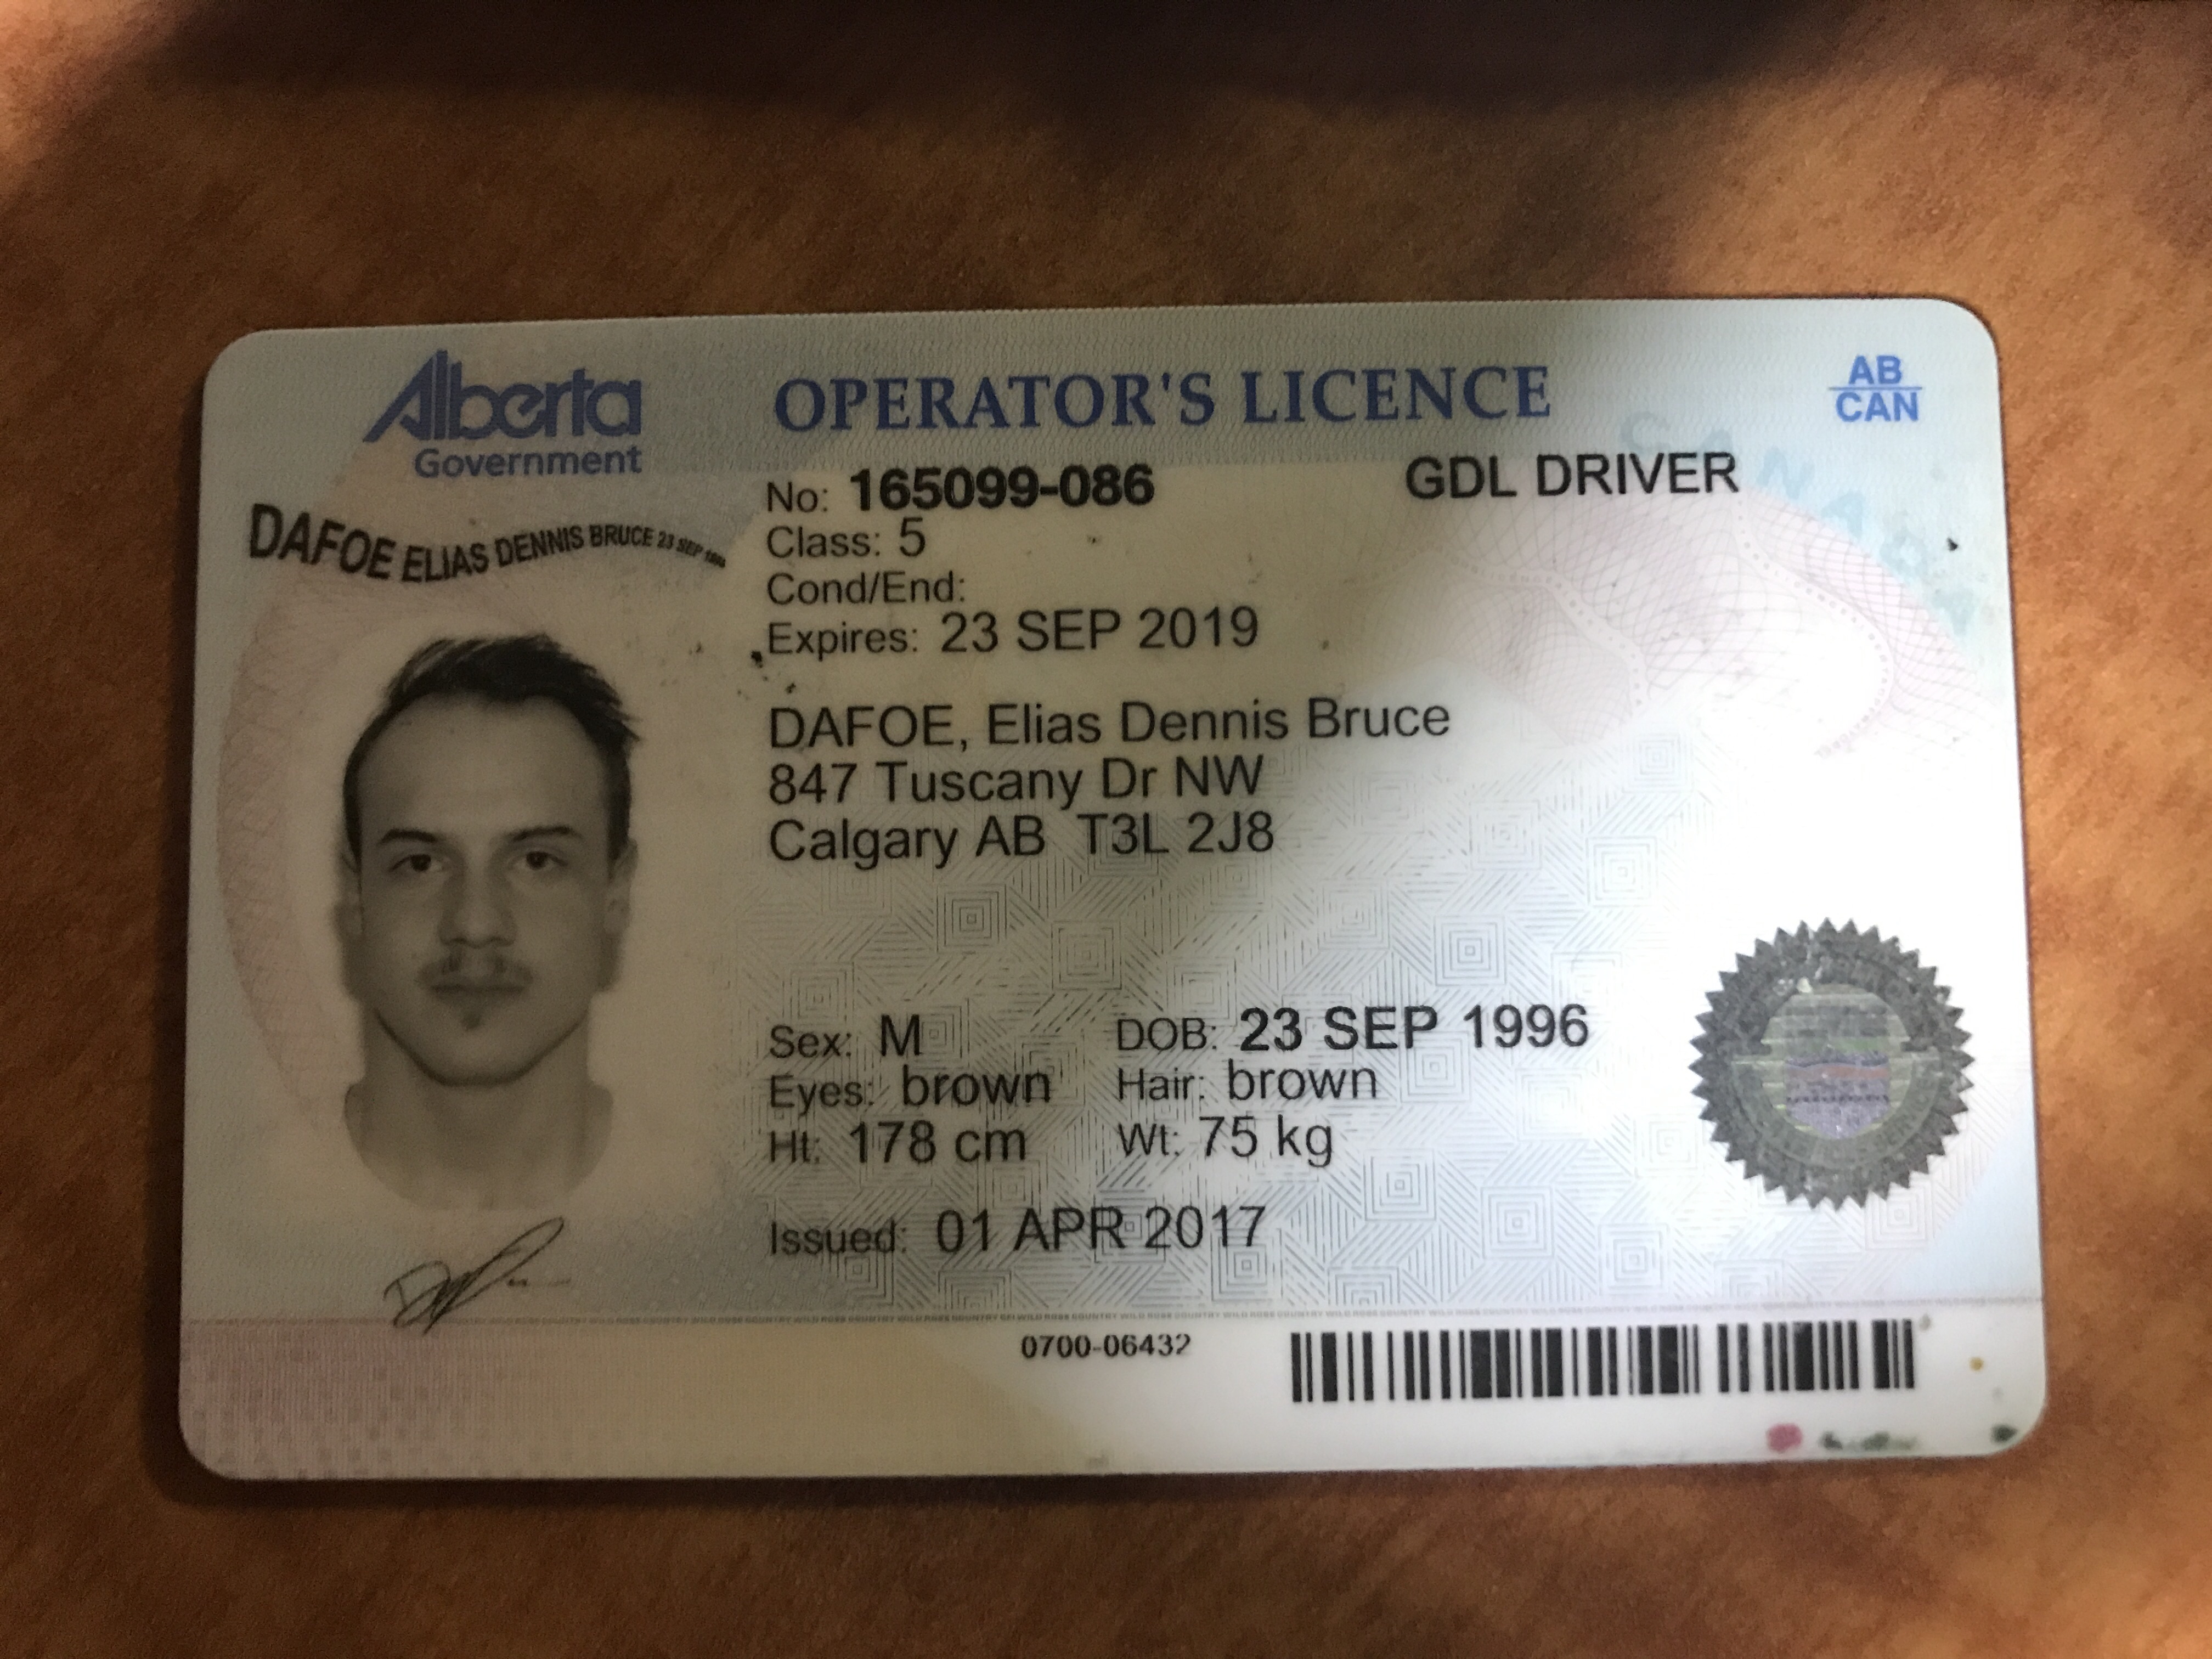 Alberta
Government
OPERATOR'S LICENCE
AB
CAN
DAFOE ELIAS DENNIS BRUCE 23 SEP
No: 165099-086
GDL DRIVER
Class: 5
Cond/End:
Expires: 23 SEP 2019
DAFOE, Elias Dennis Bruce
847 Tuscany Dr NW
Calgary AB T3L 2J8
Sex: M DOB: 23 SEP 1996
Eyes: brown Hair: brown
Ht: 178 cm Wt: 75 kg
Issued: 01 APR 2017
0700-06432